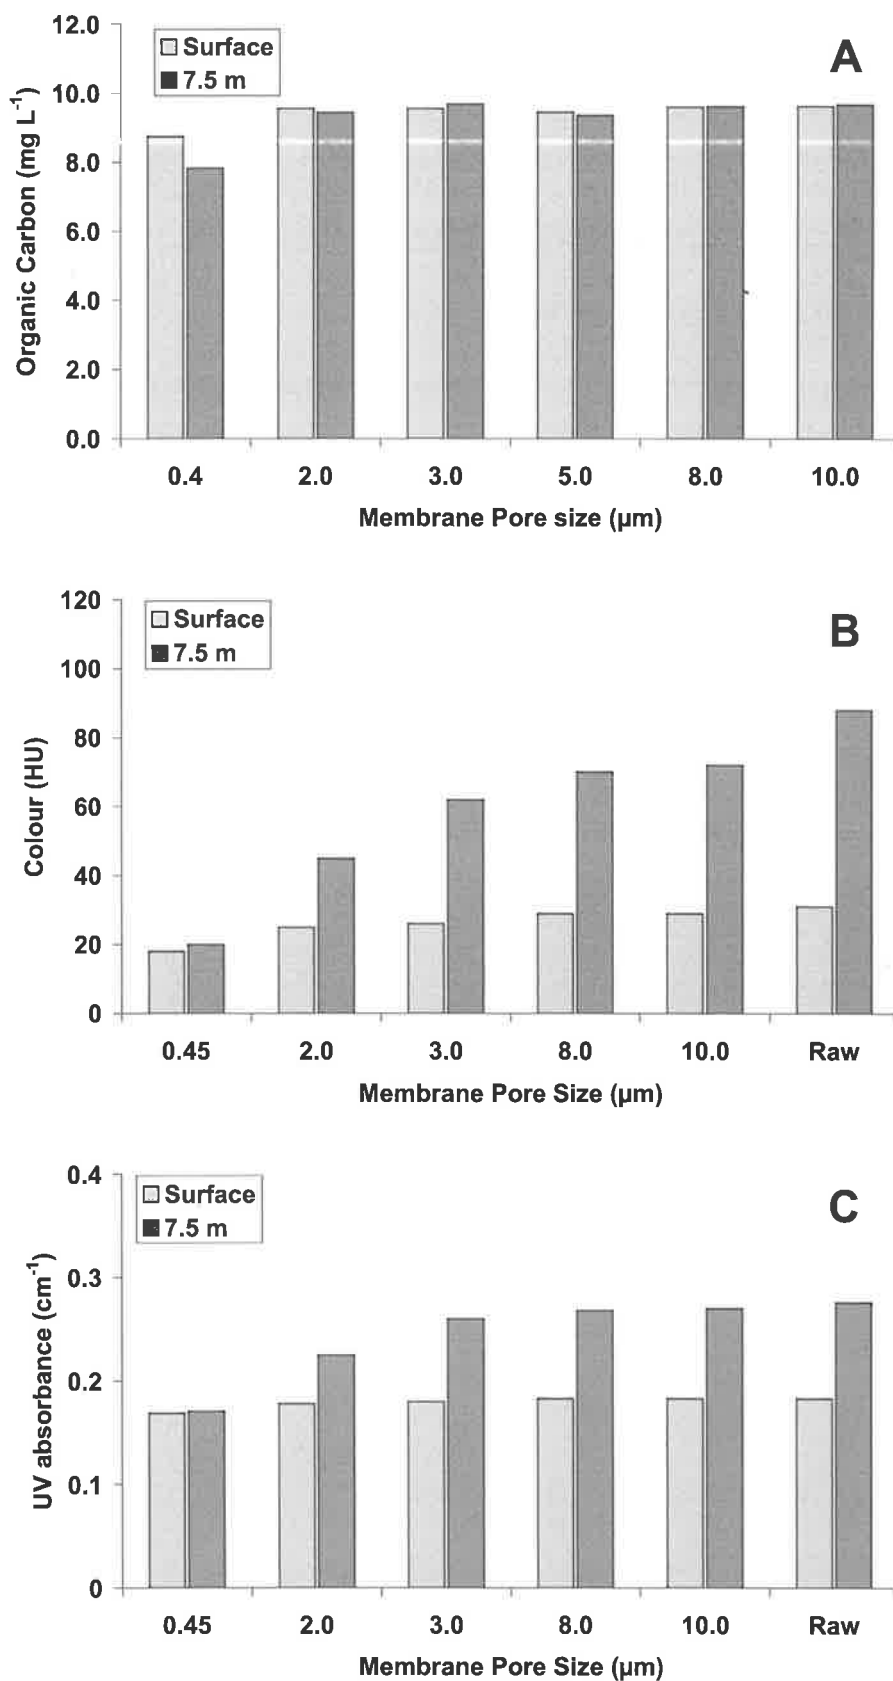 A
Surface
7.5 m
12.0
10.0
8.0
6.0
4.0
2.0
0.0
Organic Carbon (mg L⁻¹)
0.4 2.0 3.0 5.0 8.0 10.0
Membrane Pore size (µm)
B
Surface
7.5 m
120
100
80
60
40
20
0
Colour (HU)
0.45 2.0 3.0 8.0 10.0 Raw
Membrane Pore Size (µm)
C
Surface
7.5 m
0.4
0.3
0.2
0.1
0
UV absorbance (cm⁻¹)
0.45 2.0 3.0 8.0 10.0 Raw
Membrane Pore Size (µm)